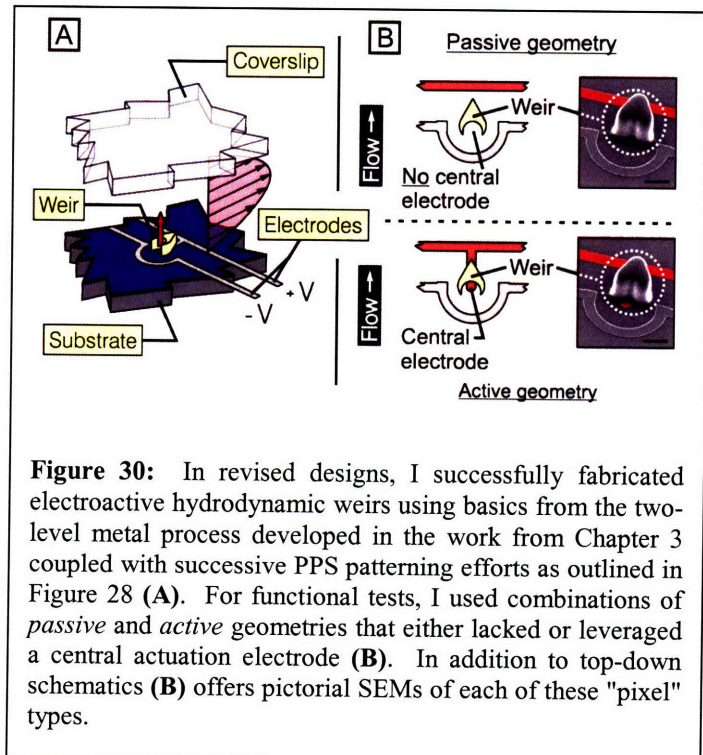 A
Coverslip
Weir
Electrodes
+V
-V
Substrate
B
Passive geometry
Flow →
Weir
No central
electrode
Flow →
Weir
Central
electrode
Active geometry
Figure 30: In revised designs, I successfully fabricated
electroactive hydrodynamic weirs using basics from the two-
level metal process developed in the work from Chapter 3
coupled with successive PPS patterning efforts as outlined in
Figure 28 (A). For functional tests, I used combinations of
passive and active geometries that either lacked or leveraged
a central actuation electrode (B). In addition to top-down
schematics (B) offers pictorial SEMs of each of these "pixel"
types.